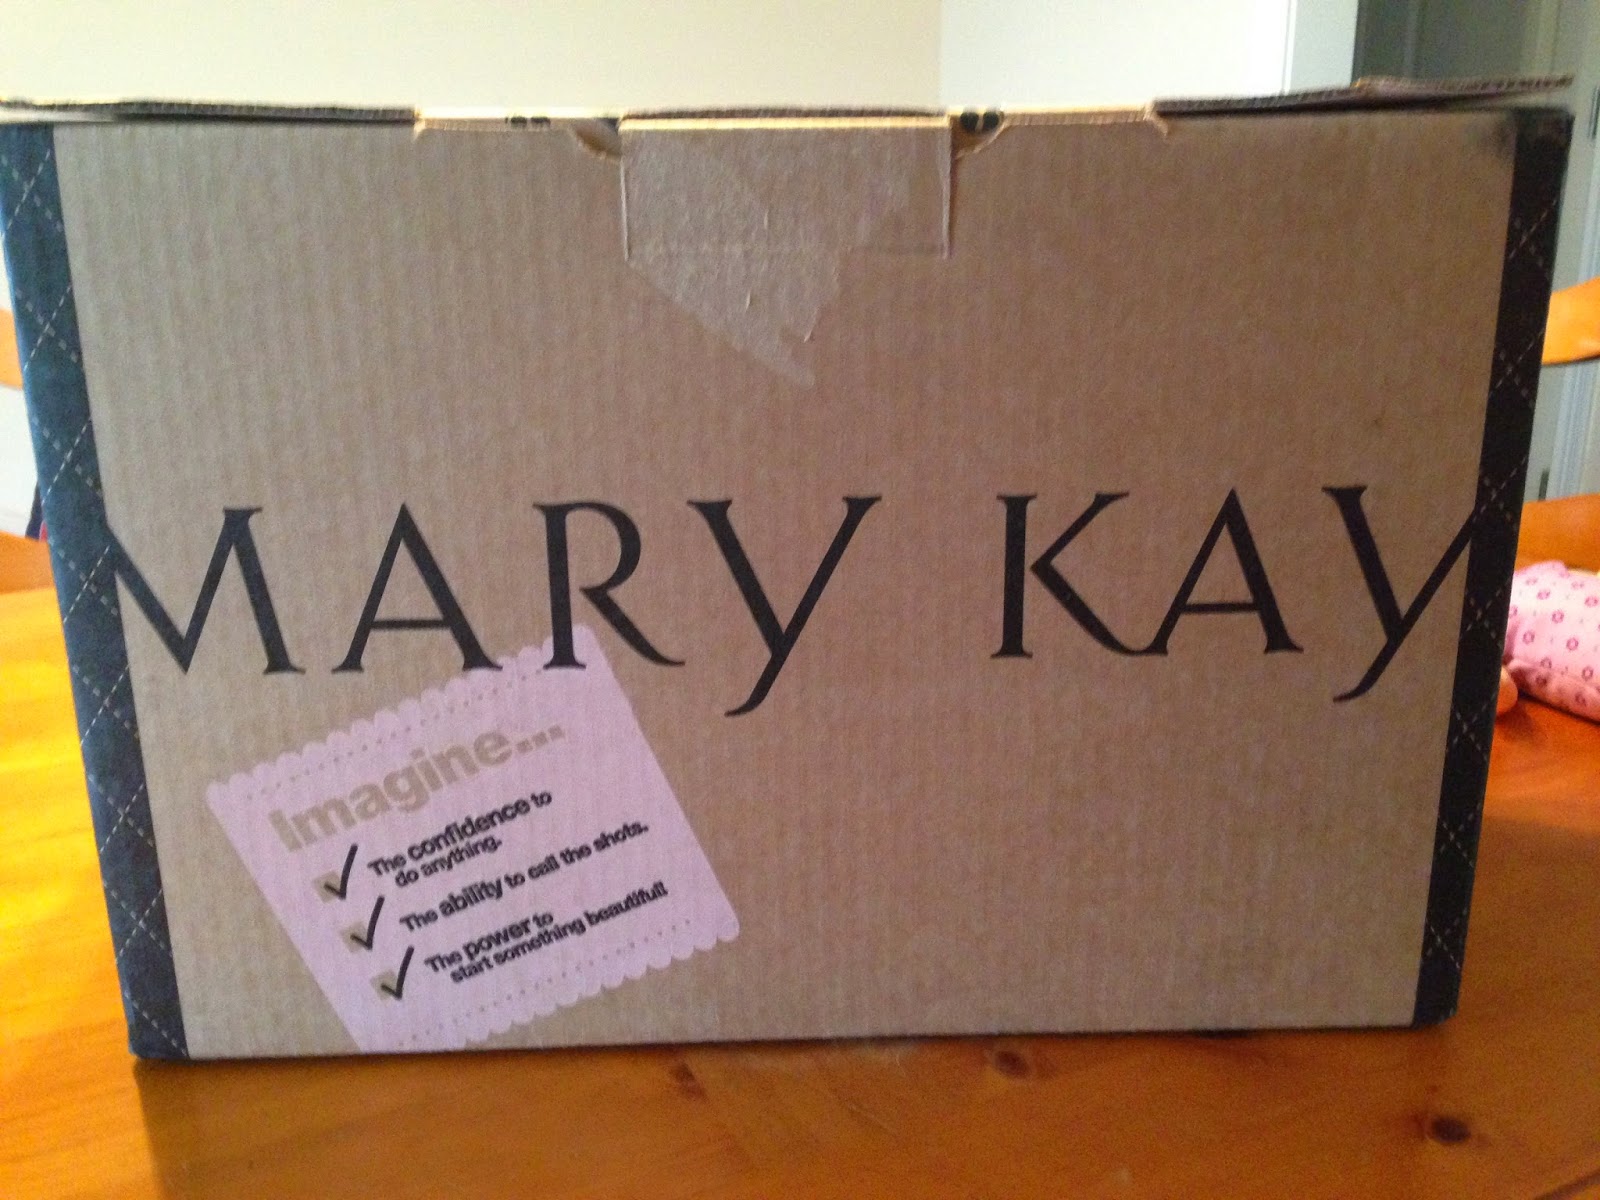 MARY KAY
Imagine...
The confidence to
do anything.
The ability to call the shots.
The power to
start something beautiful!